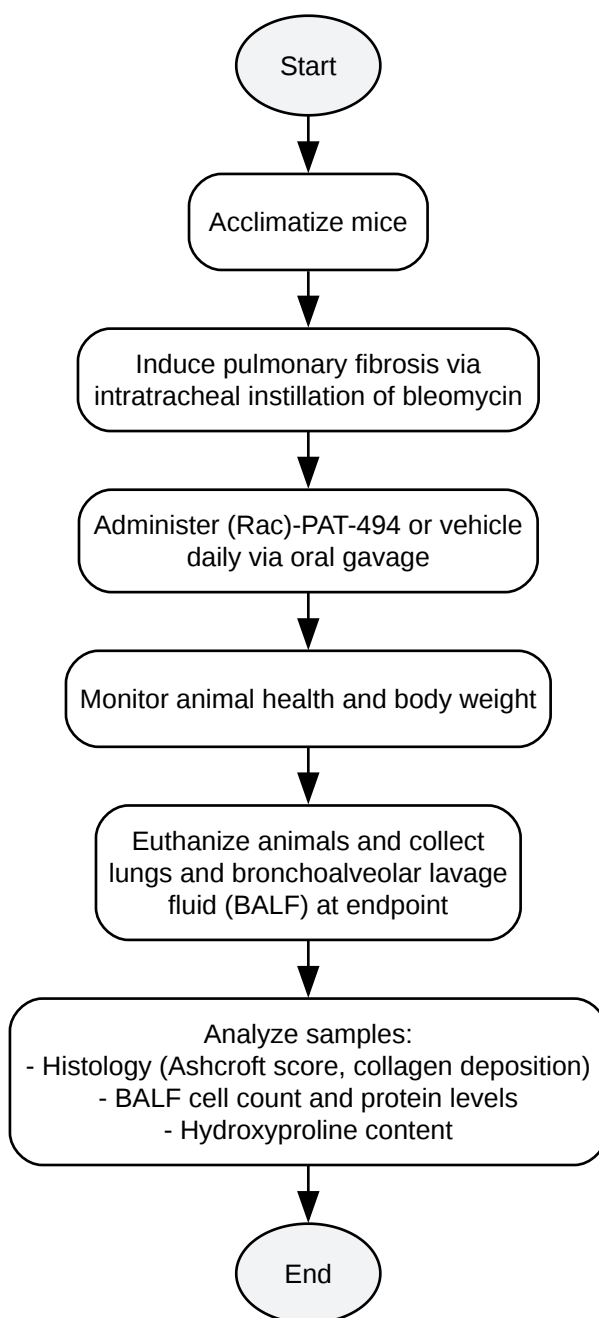 Start
Acclimatize mice
Induce pulmonary fibrosis via
intratracheal instillation of bleomycin
Administer (Rac)-PAT-494 or vehicle
daily via oral gavage
Monitor animal health and body weight
Euthanize animals and collect
lungs and bronchoalveolar lavage
fluid (BALF) at endpoint
Analyze samples:
- Histology (Ashcroft score, collagen deposition)
- BALF cell count and protein levels
- Hydroxyproline content
End